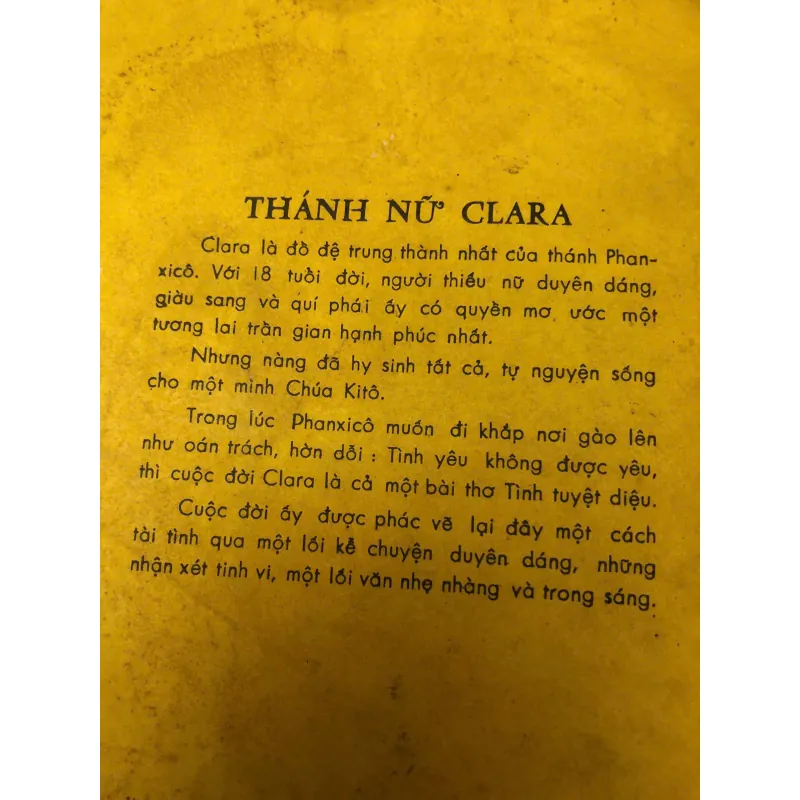 THÁNH NỮ CLARA
Clara là đồ đệ trung thành nhất của thánh Phan-
xicô. Với 18 tuổi đời, người thiếu nữ duyên dáng,
giàu sang và quí phái ấy có quyền mơ ước một
tương lai trần gian hạnh phúc nhất.
Nhưng nàng đã hy sinh tất cả, tự nguyện sống
cho một mình Chúa Kitô.
Trong lúc Phanxicô muốn đi khắp nơi gào lên
như oán trách, hờn dỗi : Tình yêu không được yêu,
thì cuộc đời Clara là cả một bài thơ Tình tuyệt diệu.
Cuộc đời ấy được phác vẽ lại đây một cách
tài tình qua một lối kể chuyện duyên dáng, những
nhận xét tinh vi, một lối văn nhẹ nhàng và trong sáng.